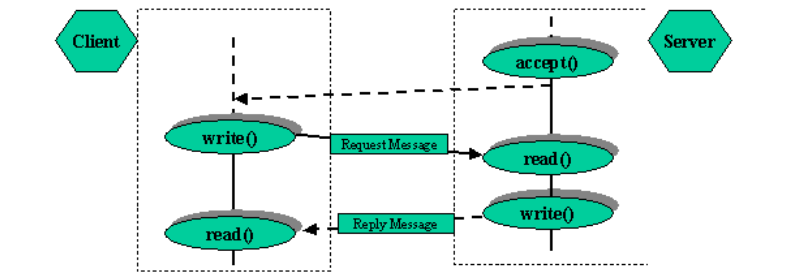 Client
Server
accept()
write()
Request Message
read()
write()
Reply Message
read()